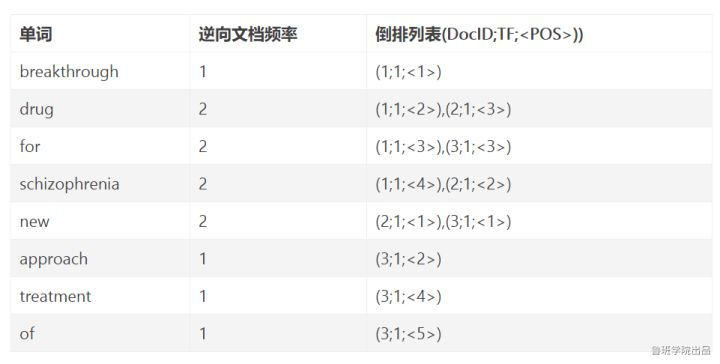 单词 逆向文档频率 倒排列表(DocID;TF;<POS>))
breakthrough 1 (1;1;<1>)
drug 2 (1;1;<2>),(2;1;<3>)
for 2 (1;1;<3>),(3;1;<3>)
schizophrenia 2 (1;1;<4>),(2;1;<2>)
new 2 (2;1;<1>),(3;1;<1>)
approach 1 (3;1;<2>)
treatment 1 (3;1;<4>)
of 1 (3;1;<5>)
鲁班学院出品